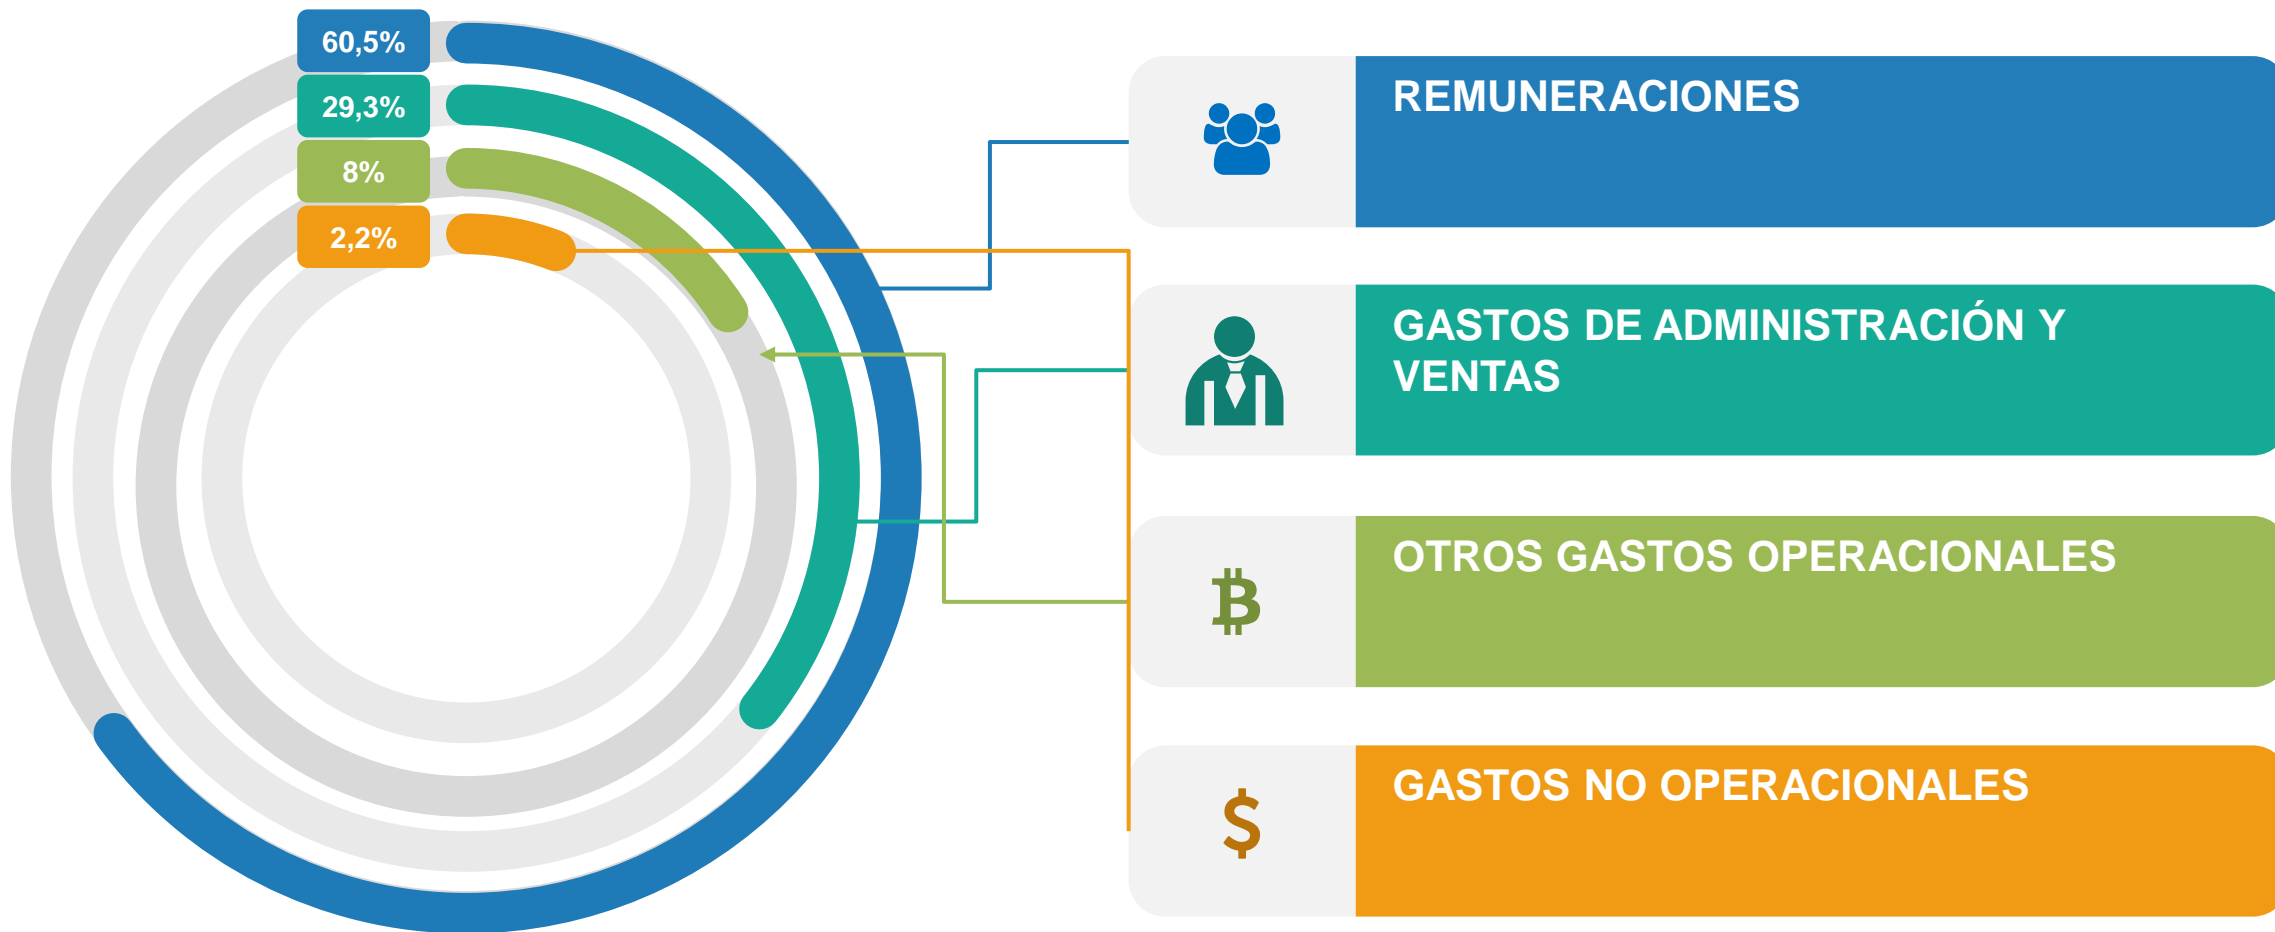 60,5%
29,3%
8%
2,2%
REMUNERACIONES
GASTOS DE ADMINISTRACIÓN Y
VENTAS
OTROS GASTOS OPERACIONALES
GASTOS NO OPERACIONALES